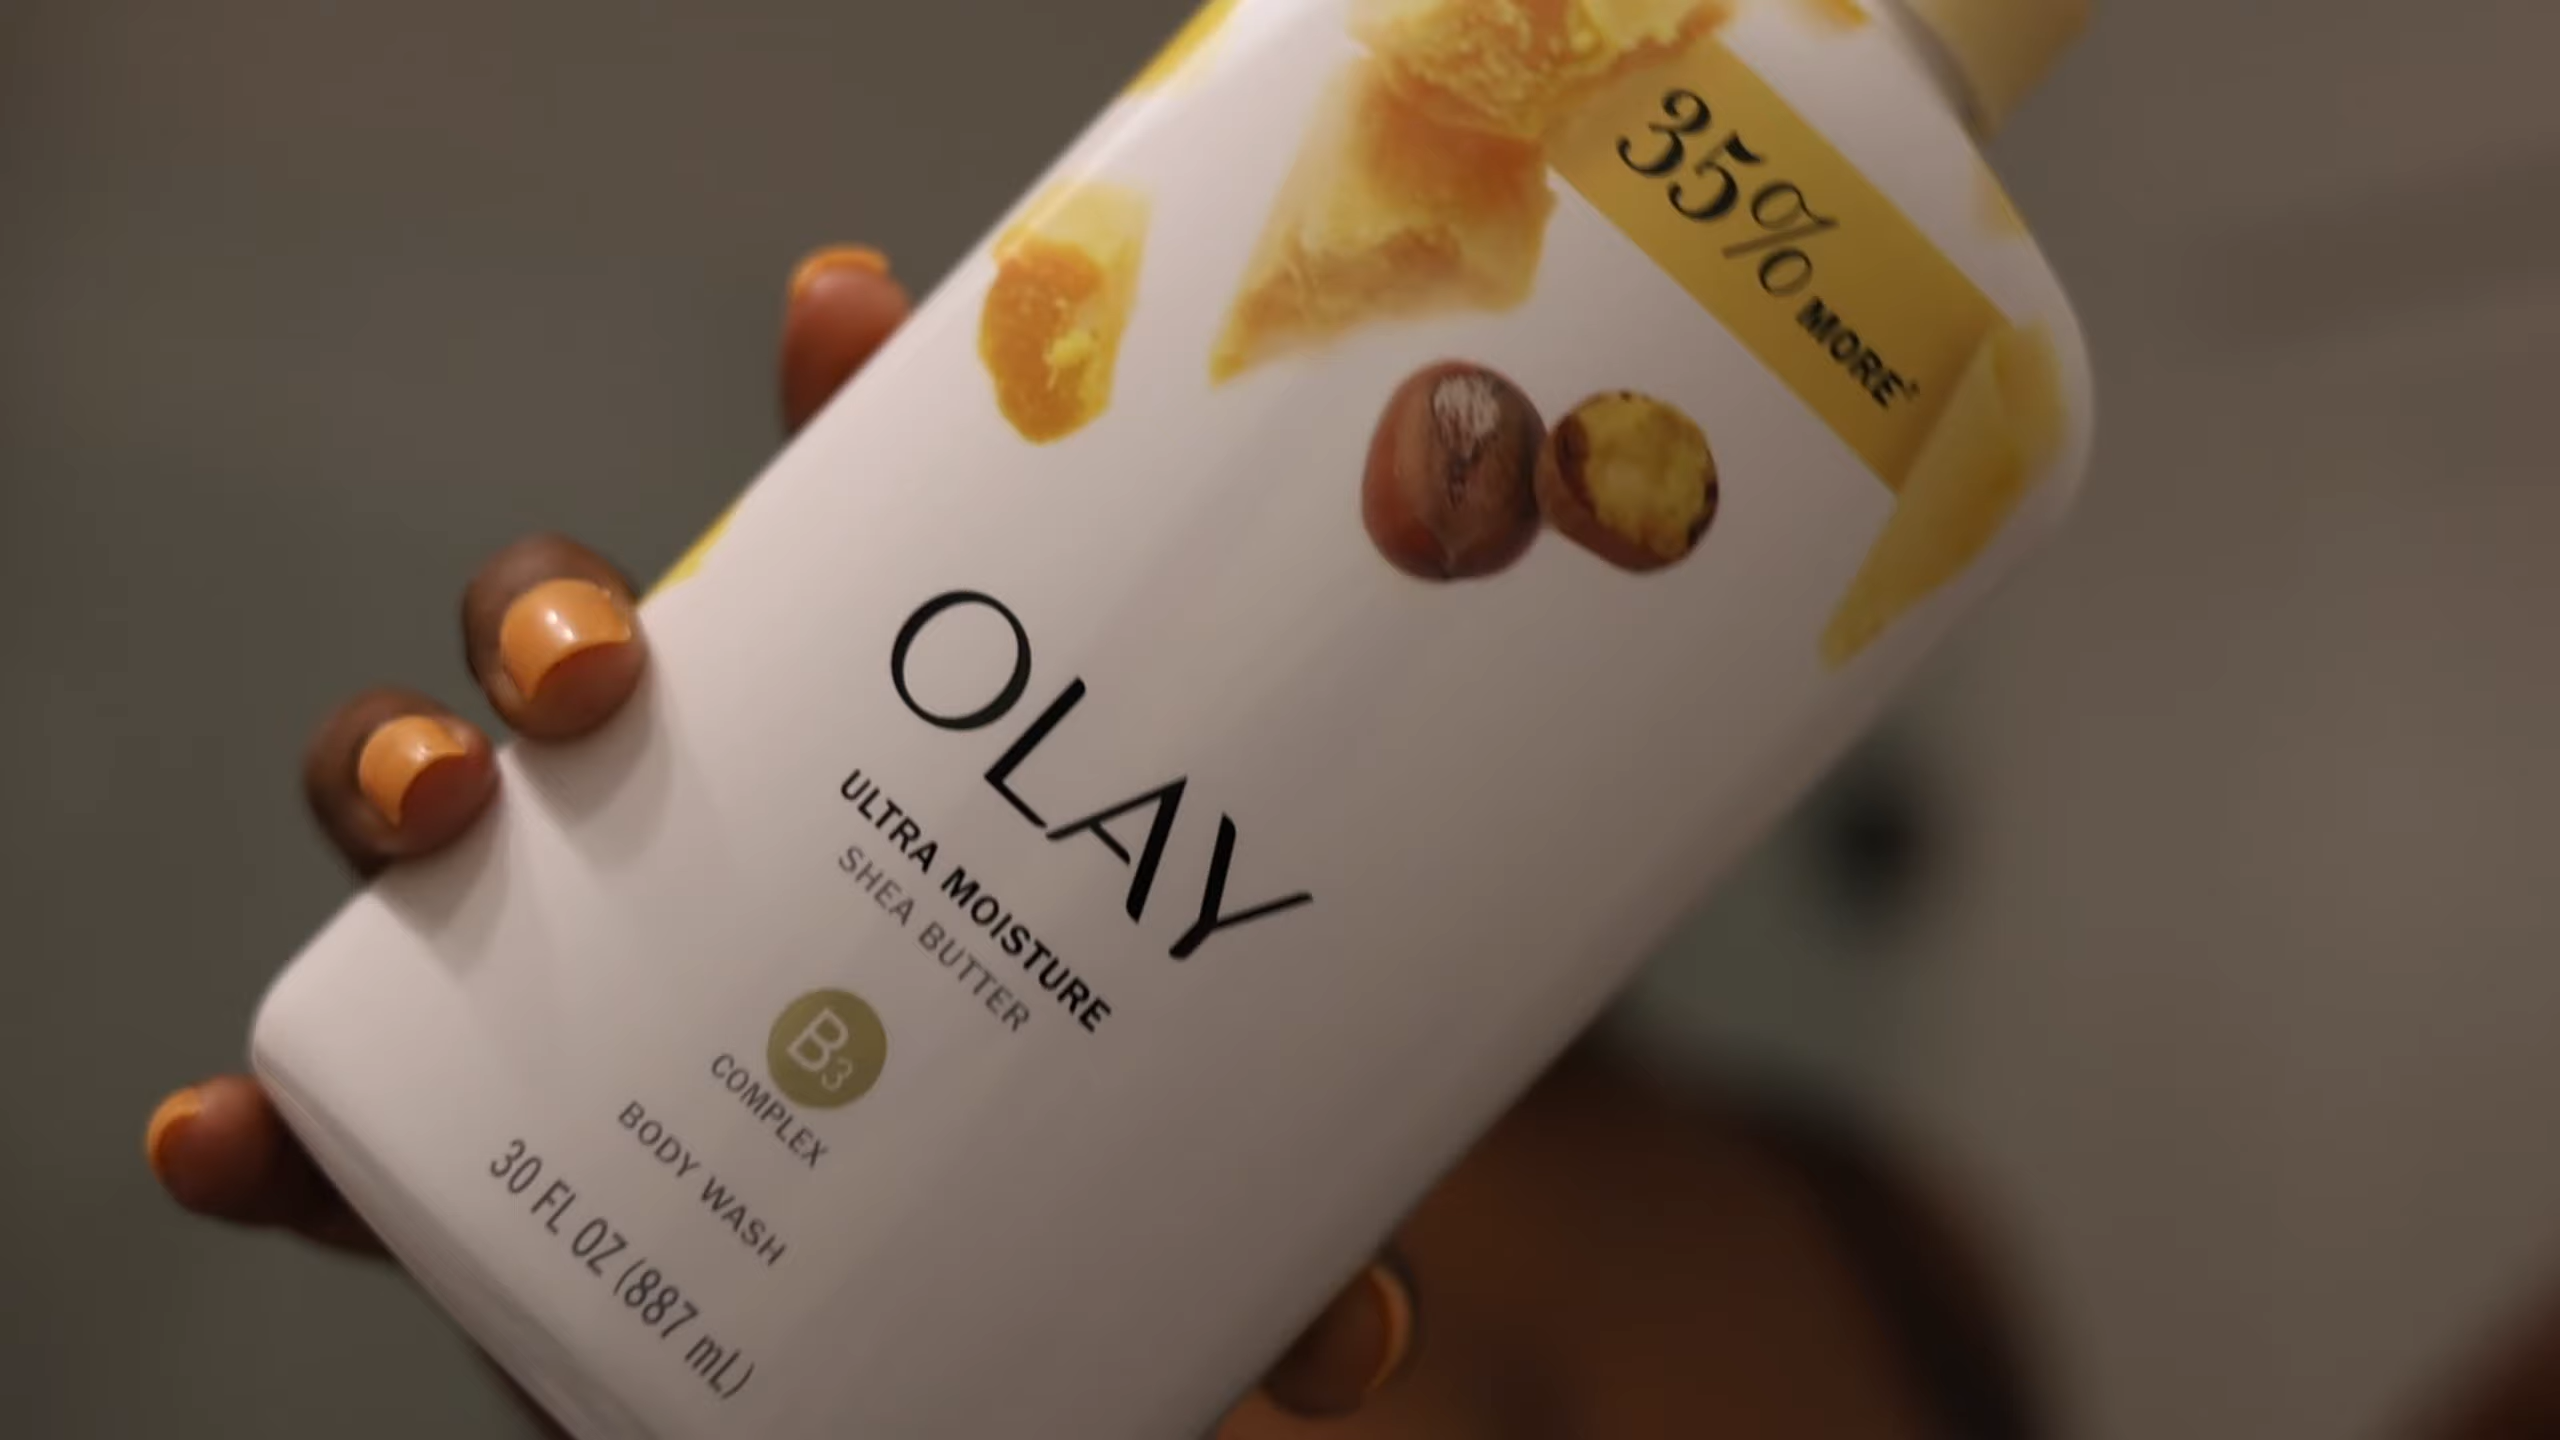 35% MORE*
OLAY
ULTRA MOISTURE
SHEA BUTTER
B3
COMPLEX
BODY WASH
30 FL OZ (887 mL)